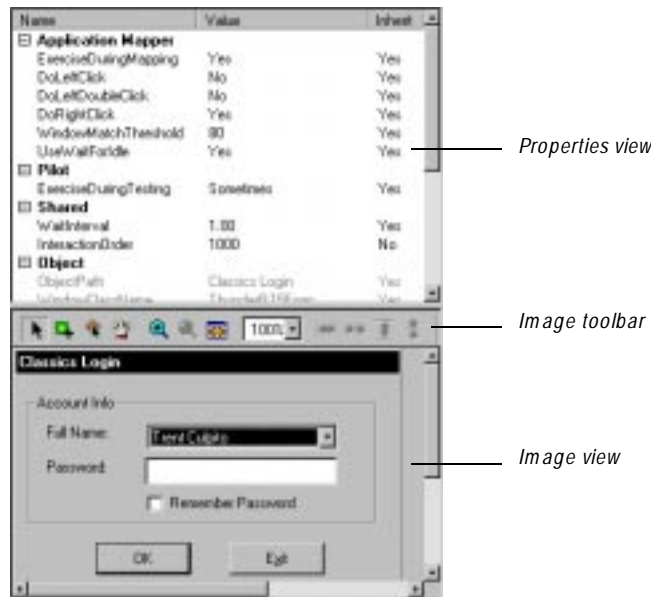 Name Value Inherit
Application Mapper
ExerciseDuringMapping Yes Yes
DoLeftClick No Yes
DoLeftDoubleClick No Yes
DoRightClick Yes Yes
WindowMatchThreshold 80 Yes
UseWaitForIdle Yes Yes
Properties view
Pilot
ExerciseDuringTesting Sometimes Yes
Shared
WaitInterval 1.00 Yes
InteractionOrder 1000 No
Object
ObjectPath Classics Login Yes
WindowClassName Yes
100%
Image toolbar
Classics Login
Account Info
Full Name: Trent Culpito
Image view
Password:
Remember Password
OK Exit